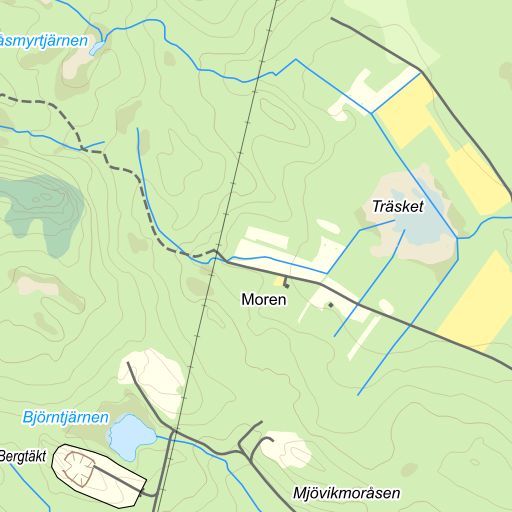 åsmyrtjärnen
Träsket
Moren
Björntjärnen
Bergtäkt
Mjövikmoråsen